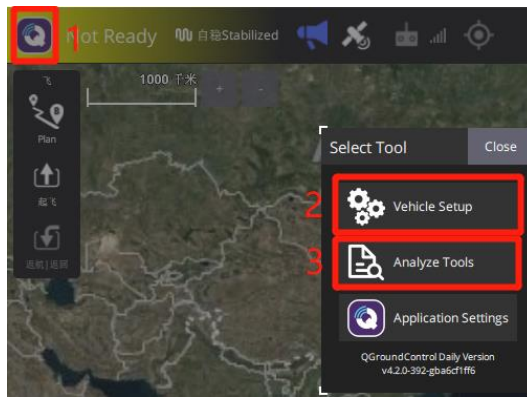 1
Not Ready
自稳Stabilized
飞
1000 千米
+
-
Plan
起飞
返航|返回
Select Tool
Close
2
Vehicle Setup
3
Analyze Tools
Application Settings
QGroundControl Daily Version
v4.2.0-392-gba6cf1ff6